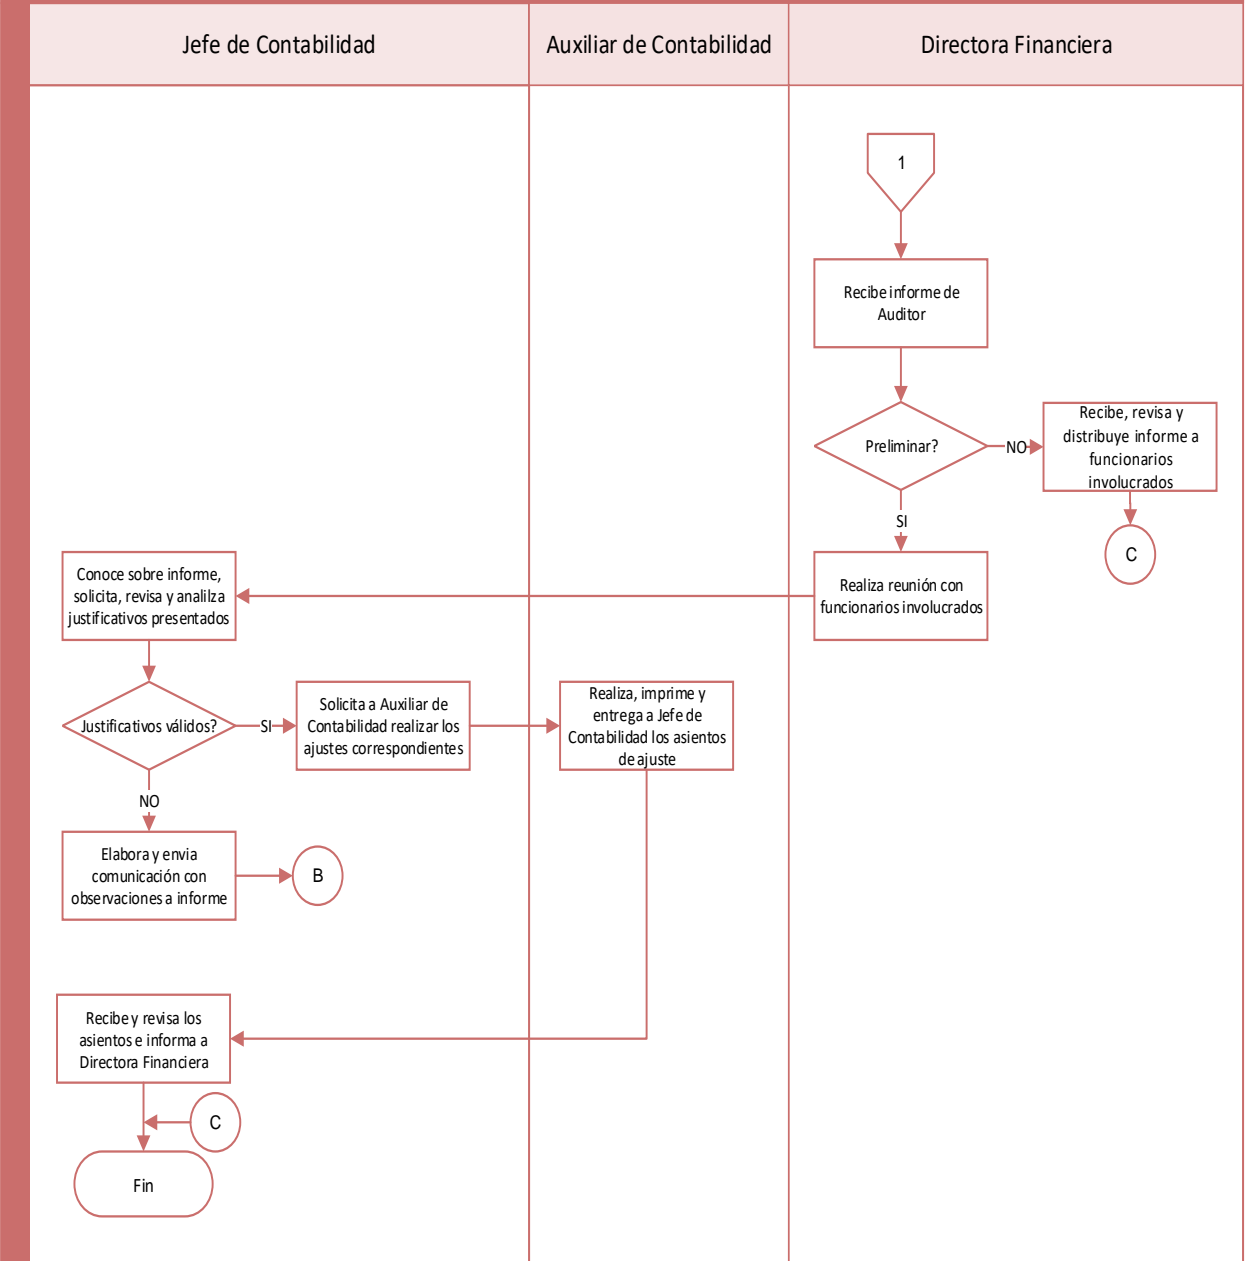 Jefe de Contabilidad
Auxiliar de Contabilidad
Directora Financiera
1
Recibe informe de
Auditor
Preliminar?
NO
Recibe, revisa y
distribuye informe a
funcionarios
involucrados
SI
C
Realiza reunión con
funcionarios involucrados
Conoce sobre informe,
solicita, revisa y analilza
justificativos presentados
Justificativos válidos?
SI
Solicita a Auxiliar de
Contabilidad realizar los
ajustes correspondientes
Realiza, imprime y
entrega a Jefe de
Contabilidad los asientos
de ajuste
NO
Elabora y envia
comunicación con
observaciones a informe
B
Recibe y revisa los
asientos e informa a
Directora Financiera
C
Fin